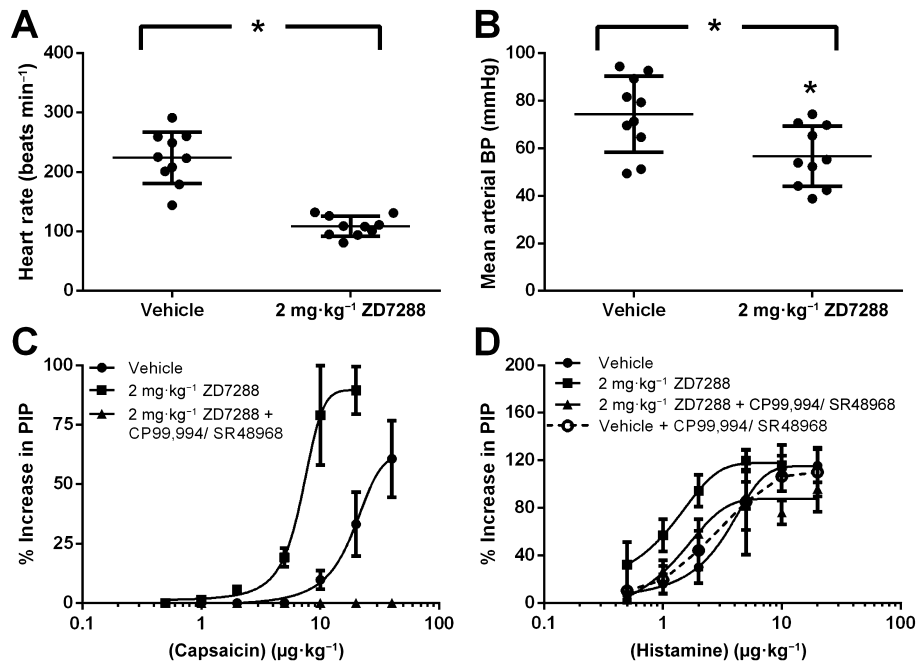 A
*
Heart rate (beats min⁻¹)
400
300
200
100
0
Vehicle
2 mg·kg⁻¹ ZD7288
B
*
*
Mean arterial BP (mmHg)
100
80
60
40
20
0
Vehicle
2 mg·kg⁻¹ ZD7288
C
Vehicle
2 mg·kg⁻¹ ZD7288
2 mg·kg⁻¹ ZD7288 +
CP99,994/ SR48968
% Increase in PIP
100
75
50
25
0
0.1
1
10
100
(Capsaicin) (µg·kg⁻¹)
D
Vehicle
2 mg·kg⁻¹ ZD7288
2 mg·kg⁻¹ ZD7288 + CP99,994/ SR48968
Vehicle + CP99,994/ SR48968
% Increase in PIP
200
160
120
80
40
0
0.1
1
10
100
(Histamine) (µg·kg⁻¹)